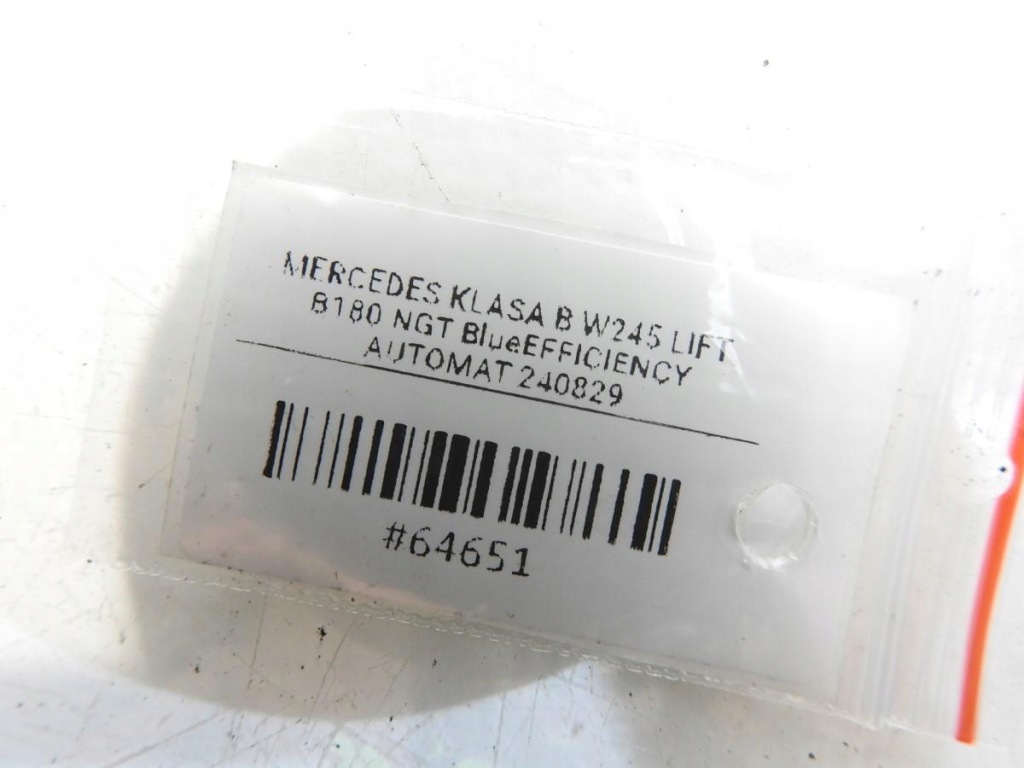 MERCEDES KLASA B W245 LIFT
B180 NGT BlueEFFICIENCY
AUTOMAT 240829
#64651